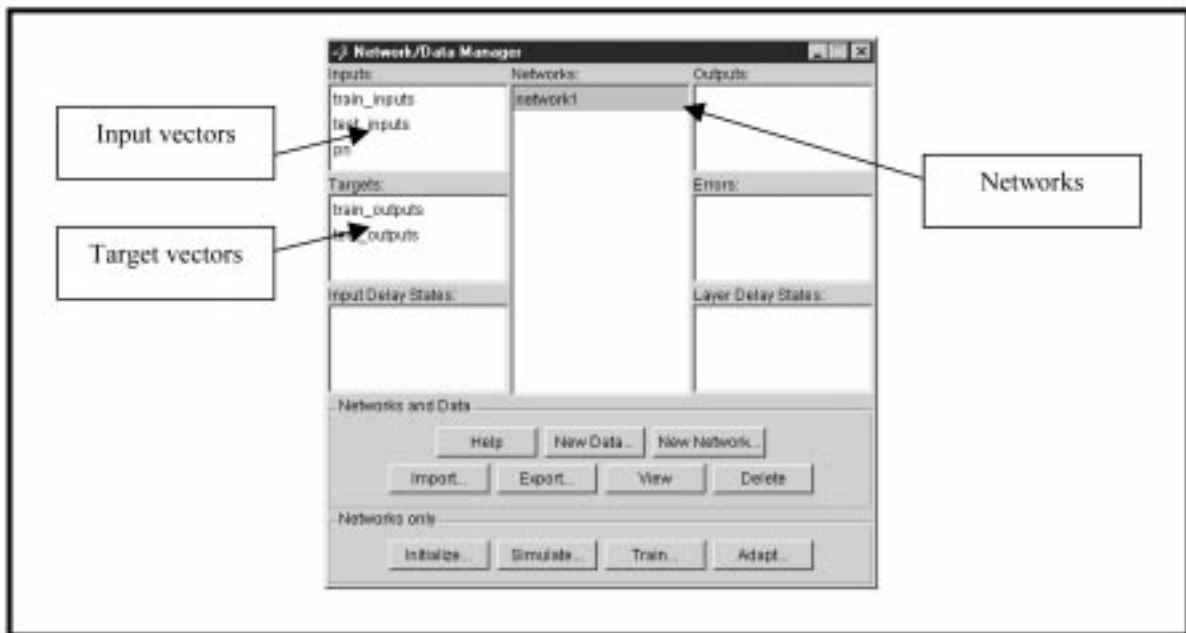 Network/Data Manager
Inputs:
Networks:
Outputs:
train_inputs
test_inputs
pn
network1
Input vectors
Networks
Targets:
Errors:
train_outputs
test_outputs
Target vectors
Input Delay States:
Layer Delay States:
Networks and Data
Help
New Data...
New Network...
Import...
Export...
View
Delete
Networks only
Initialize...
Simulate...
Train...
Adapt...